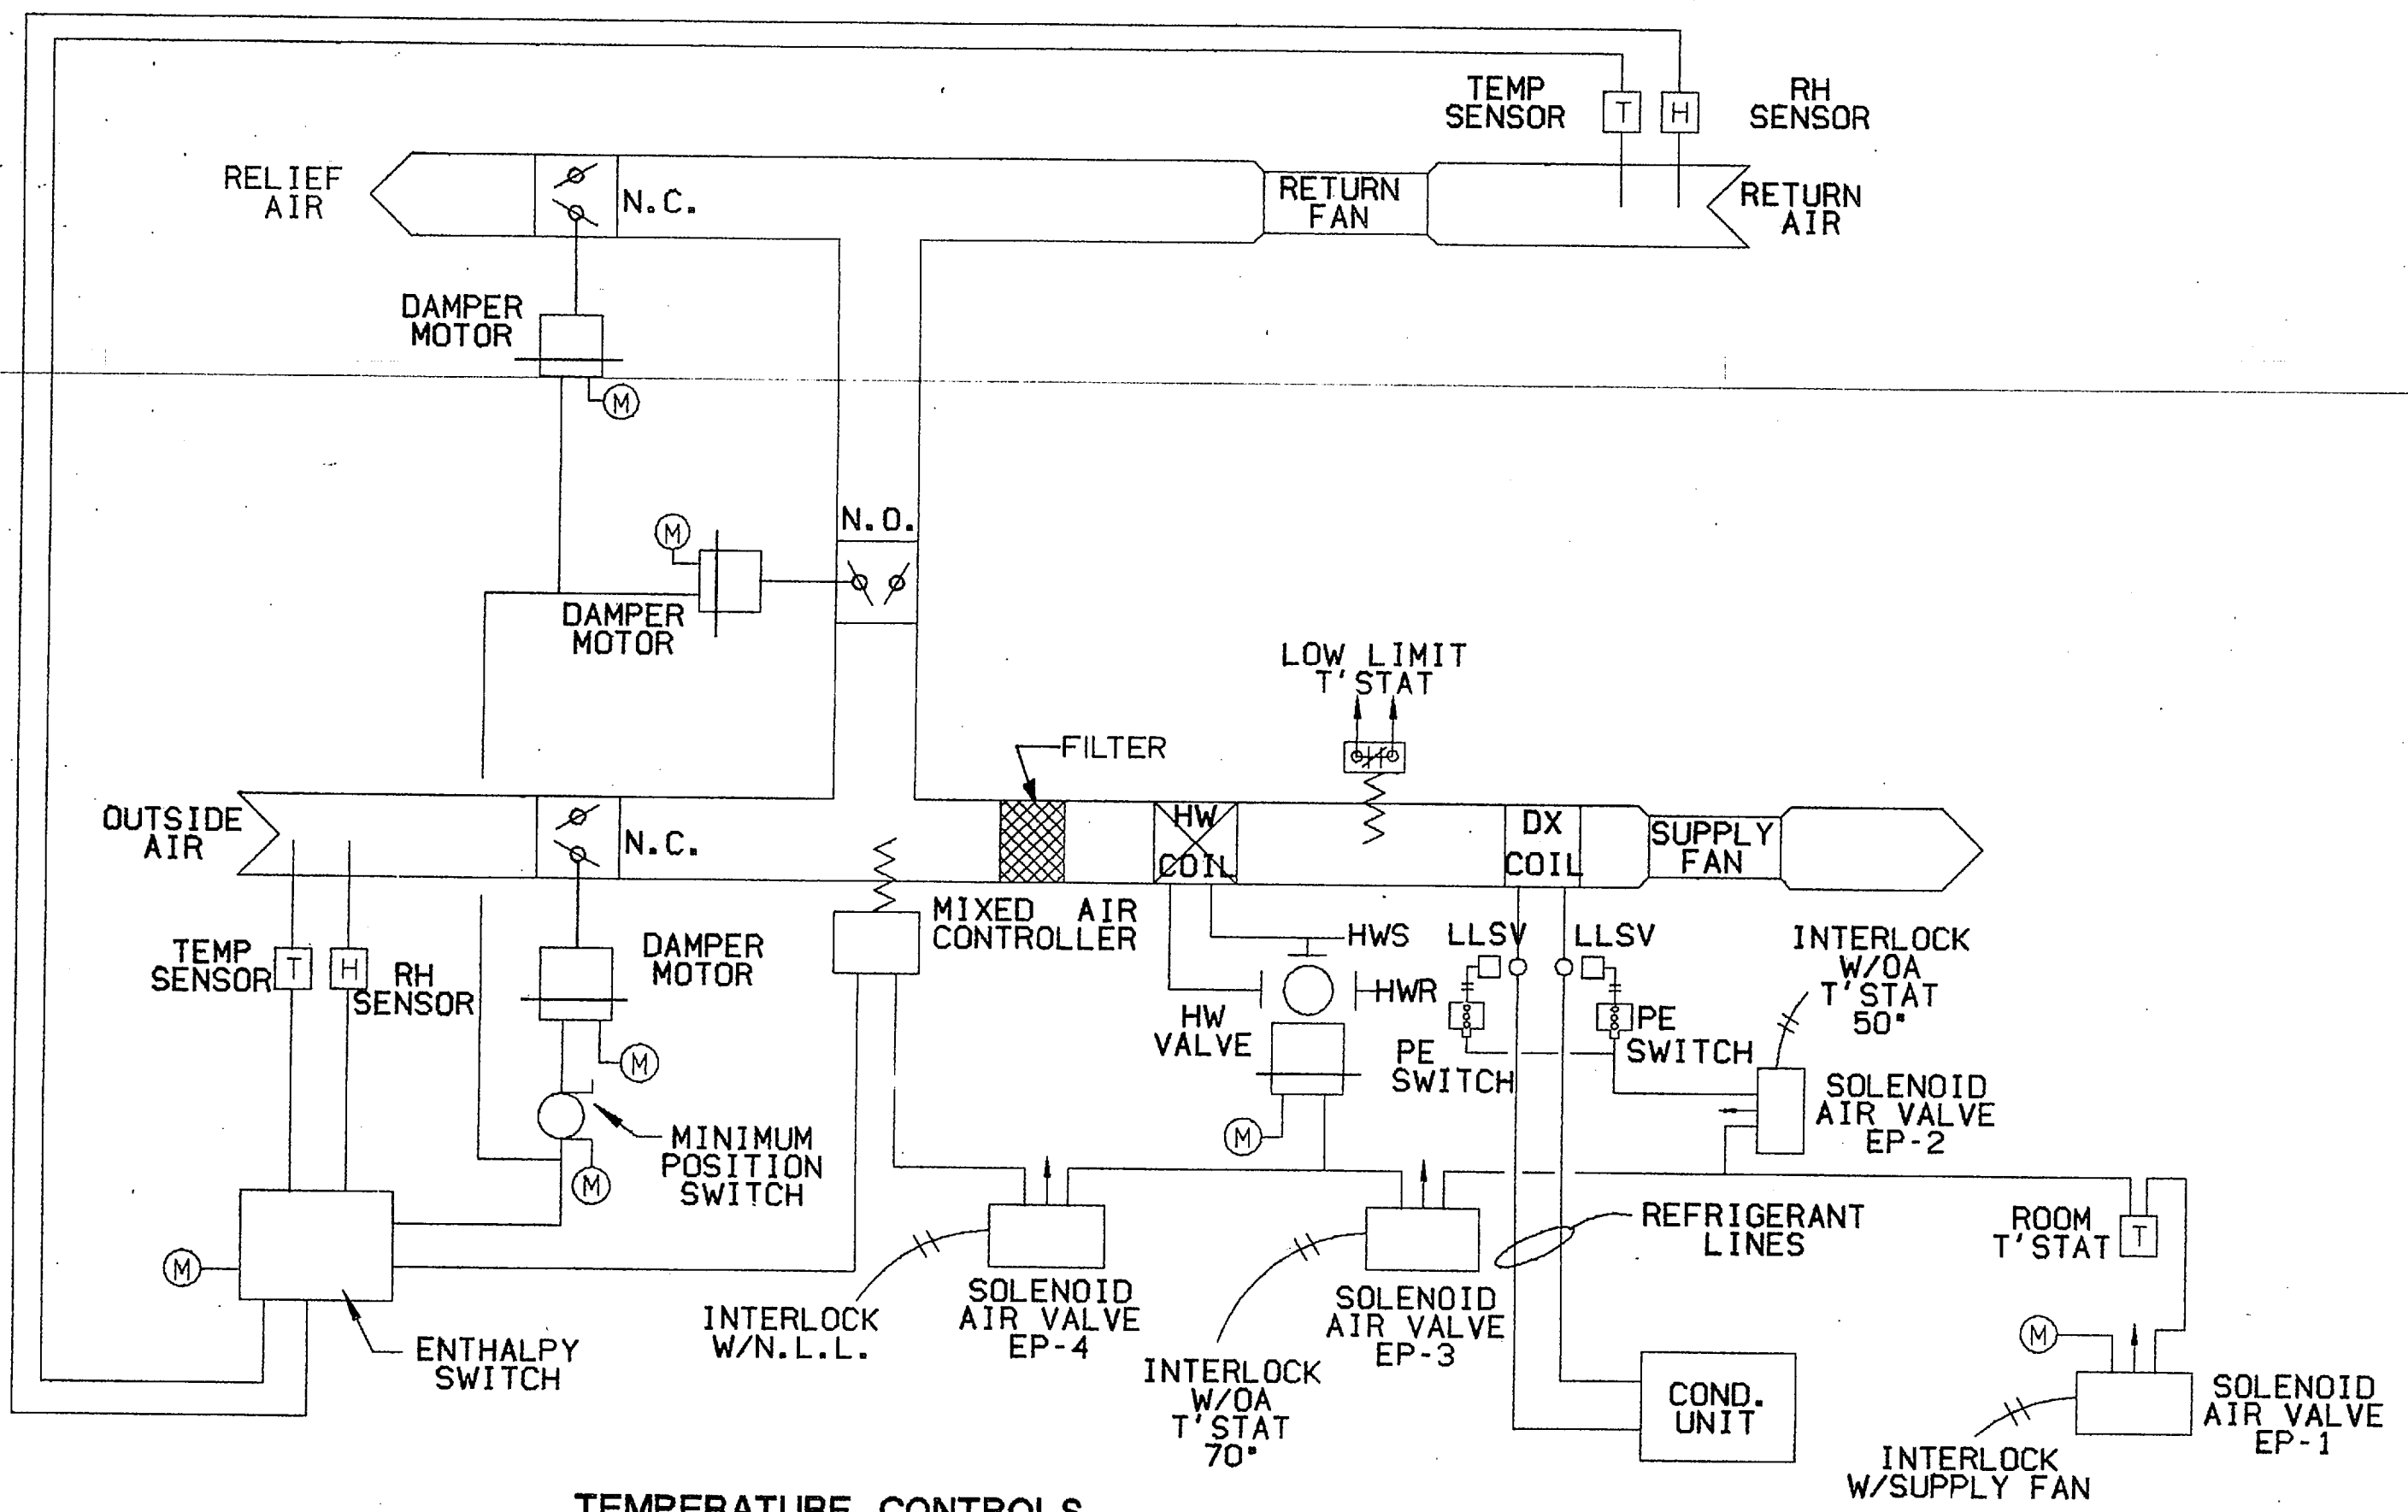 TEMP
SENSOR
T
H
RH
SENSOR
RELIEF
AIR
N.C.
RETURN
FAN
RETURN
AIR
DAMPER
MOTOR
M
N.O.
M
DAMPER
MOTOR
LOW LIMIT
T'STAT
FILTER
OUTSIDE
AIR
N.C.
HW
COIL
DX
COIL
SUPPLY
FAN
MIXED AIR
CONTROLLER
TEMP
SENSOR
T
H
RH
SENSOR
DAMPER
MOTOR
M
HWS
HWR
HW
VALVE
M
LLSV
LLSV
PE
SWITCH
PE
SWITCH
INTERLOCK
W/OA
T'STAT
50°
SOLENOID
AIR VALVE
EP-2
MINIMUM
POSITION
SWITCH
M
M
ENTHALPY
SWITCH
INTERLOCK
W/N.L.L.
SOLENOID
AIR VALVE
EP-4
INTERLOCK
W/OA
T'STAT
70°
SOLENOID
AIR VALVE
EP-3
REFRIGERANT
LINES
ROOM
T'STAT
T
M
COND.
UNIT
INTERLOCK
W/SUPPLY FAN
SOLENOID
AIR VALVE
EP-1
TEMPERATURE CONTROLS